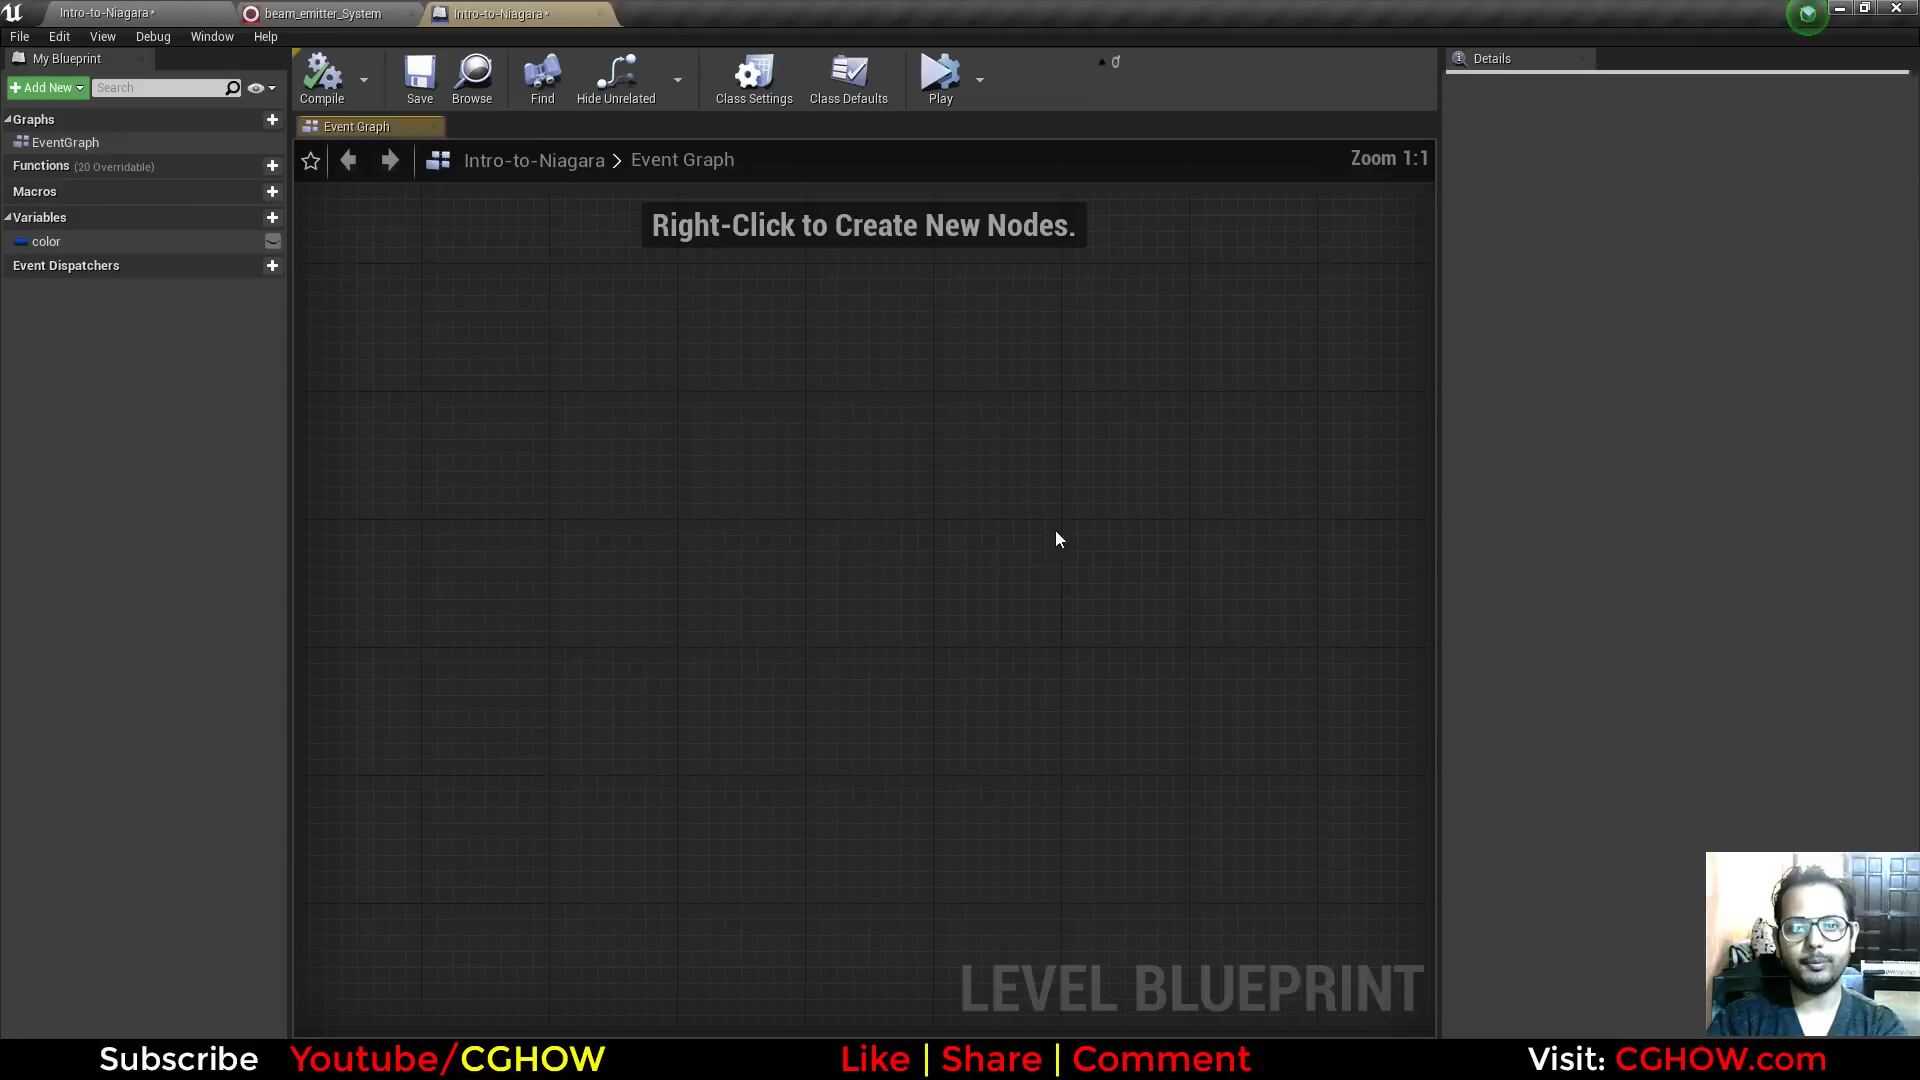 Intro-to-Niagara*
beam_emitter_System
Intro-to-Niagara*
File
Edit
View
Debug
Window
Help
My Blueprint
Add New
Search
Graphs
EventGraph
Functions (20 Overridable)
Macros
Variables
color
Event Dispatchers
Compile
Save
Browse
Find
Hide Unrelated
Class Settings
Class Defaults
Play
Event Graph
Intro-to-Niagara > Event Graph
Zoom 1:1
Right-Click to Create New Nodes.
LEVEL BLUEPRINT
Details
Subscribe Youtube/CGHOW
Like | Share | Comment
Visit: CGHOW.com